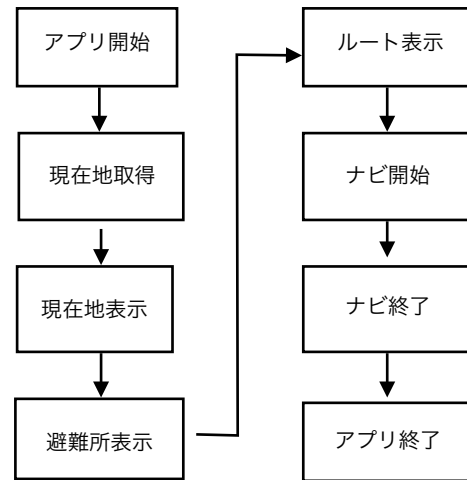 アプリ開始
現在地取得
現在地表示
避難所表示
ルート表示
ナビ開始
ナビ終了
アプリ終了